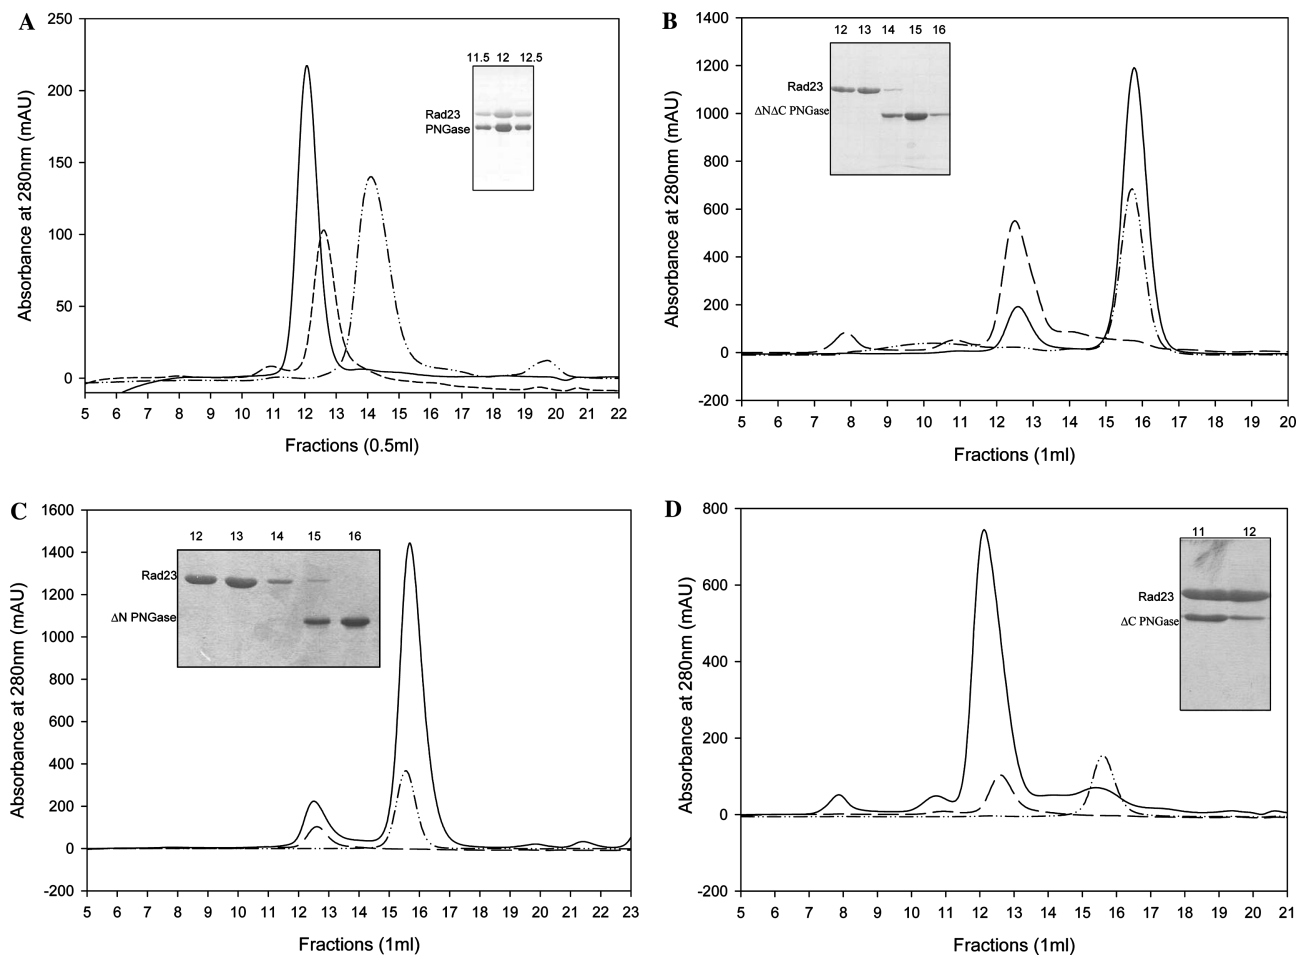 A
250
200
150
100
50
0
Absorbance at 280nm (mAU)
11.5 12 12.5
Rad23
PNGase
5 6 7 8 9 10 11 12 13 14 15 16 17 18 19 20 21 22
Fractions (0.5ml)
B
1400
1200
1000
800
600
400
200
0
-200
Absorbance at 280nm (mAU)
12 13 14 15 16
Rad23
ΔNΔC PNGase
5 6 7 8 9 10 11 12 13 14 15 16 17 18 19 20
Fractions (1ml)
C
1600
1400
1200
1000
800
600
400
200
0
-200
Absorbance at 280nm (mAU)
12 13 14 15 16
Rad23
ΔN PNGase
5 6 7 8 9 10 11 12 13 14 15 16 17 18 19 20 21 22 23
Fractions (1ml)
D
800
600
400
200
0
-200
Absorbance at 280nm (mAU)
11 12
Rad23
ΔC PNGase
5 6 7 8 9 10 11 12 13 14 15 16 17 18 19 20 21
Fractions (1ml)